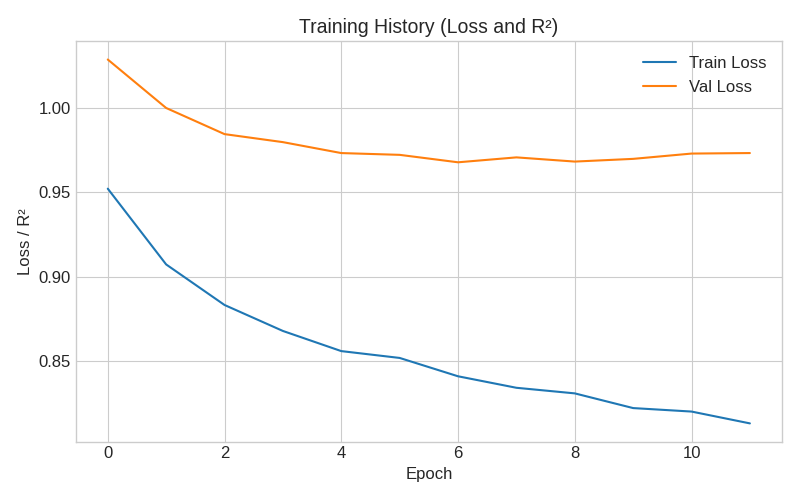 Training History (Loss and R²)
Train Loss
Val Loss
1.00
0.95
0.90
0.85
Loss / R²
0 2 4 6 8 10
Epoch